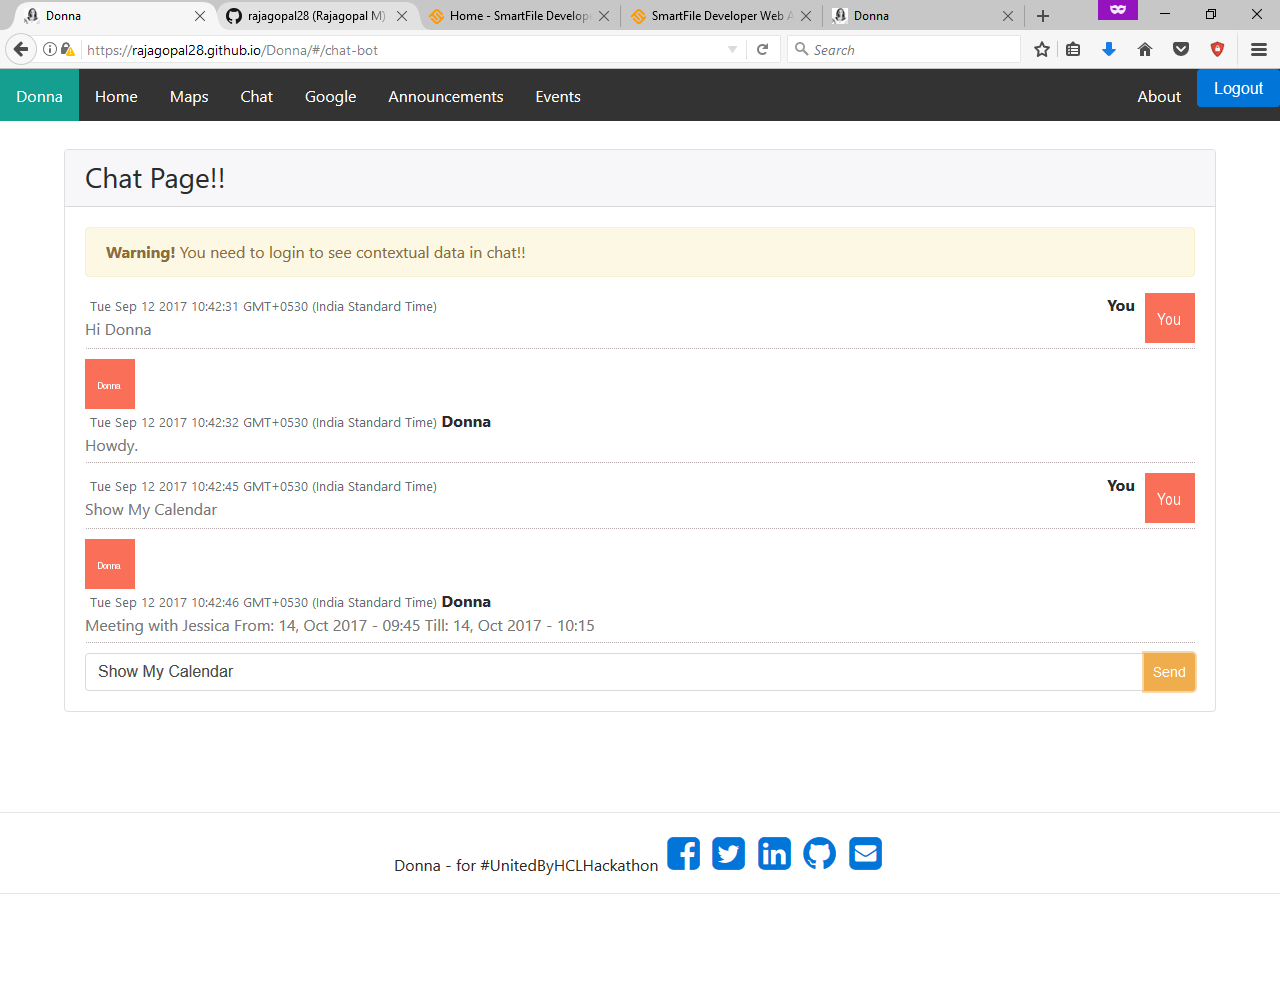 Donna
rajagopal28 (Rajagopal M)
Home - SmartFile Develop
SmartFile Developer Web A
Donna
https://rajagopal28.github.io/Donna/#/chat-bot
Search
Donna Home Maps Chat Google Announcements Events About Logout
Chat Page!!
Warning! You need to login to see contextual data in chat!!
Tue Sep 12 2017 10:42:31 GMT+0530 (India Standard Time) You You
Hi Donna
Donna
Tue Sep 12 2017 10:42:32 GMT+0530 (India Standard Time) Donna
Howdy.
Tue Sep 12 2017 10:42:45 GMT+0530 (India Standard Time) You You
Show My Calendar
Donna
Tue Sep 12 2017 10:42:46 GMT+0530 (India Standard Time) Donna
Meeting with Jessica From: 14, Oct 2017 - 09:45 Till: 14, Oct 2017 - 10:15
Show My Calendar Send
Donna - for #UnitedByHCLHackathon